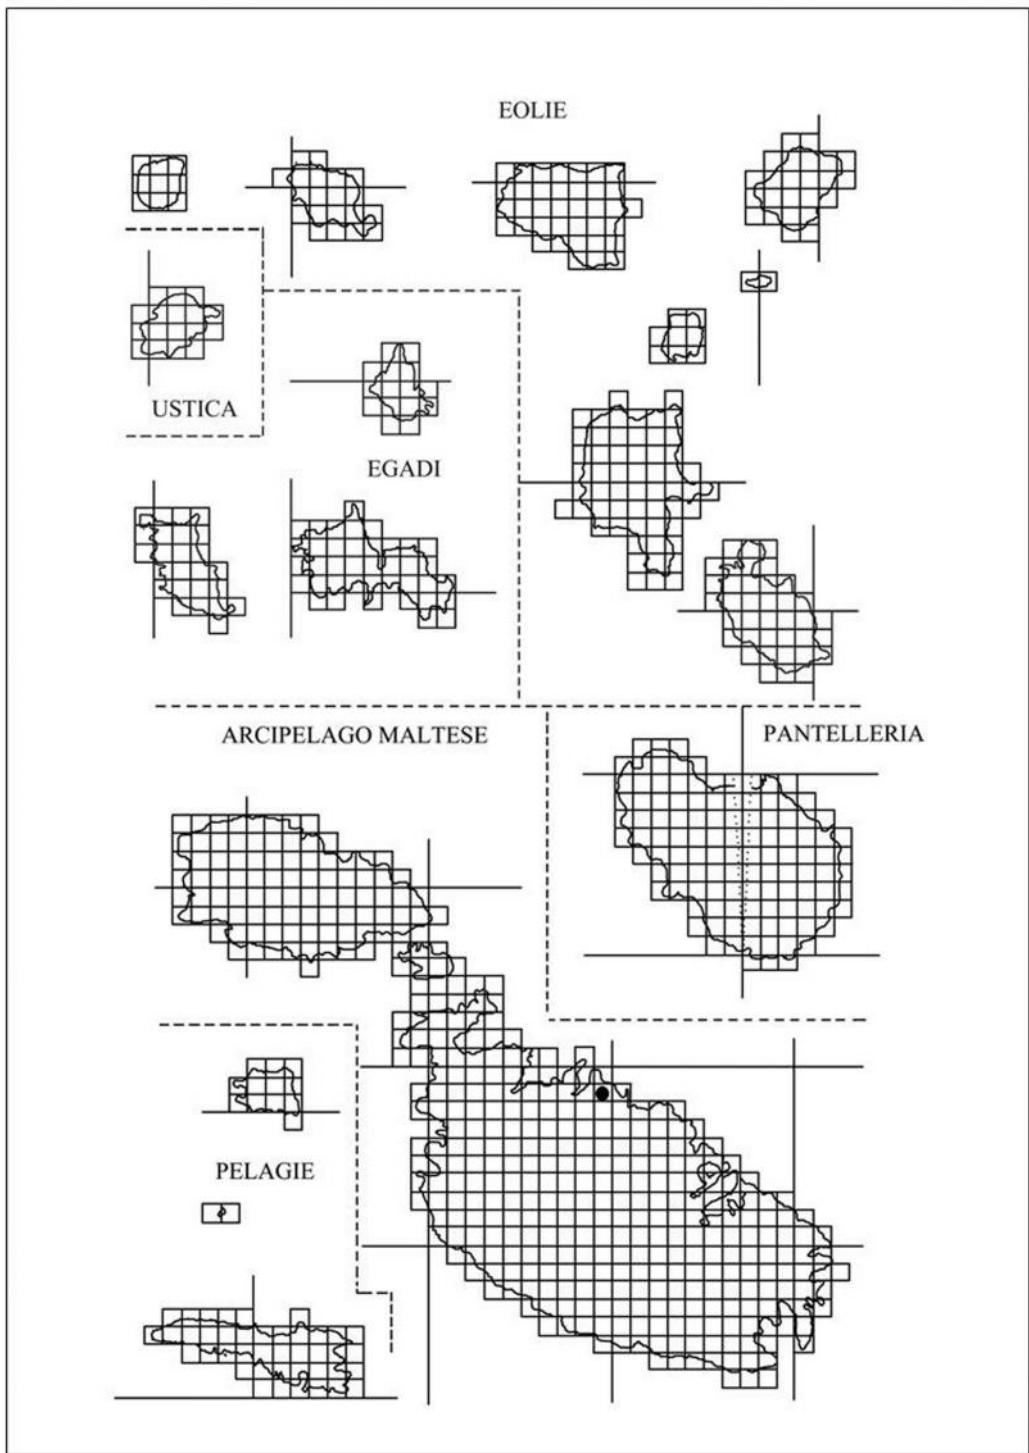 EOLIE
USTICA
EGADI
ARCIPELAGO MALTESE
PANTELLERIA
PELAGIE